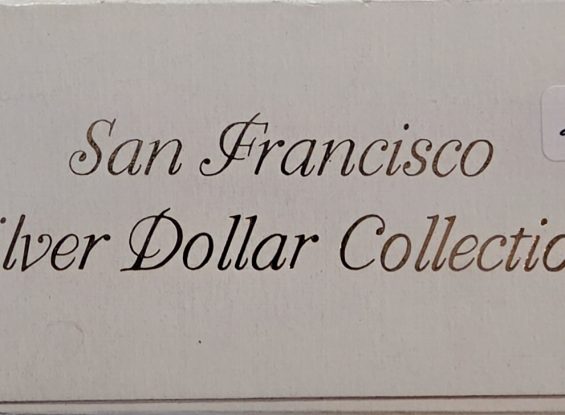 San Francisco
ilver Dollar Collectio